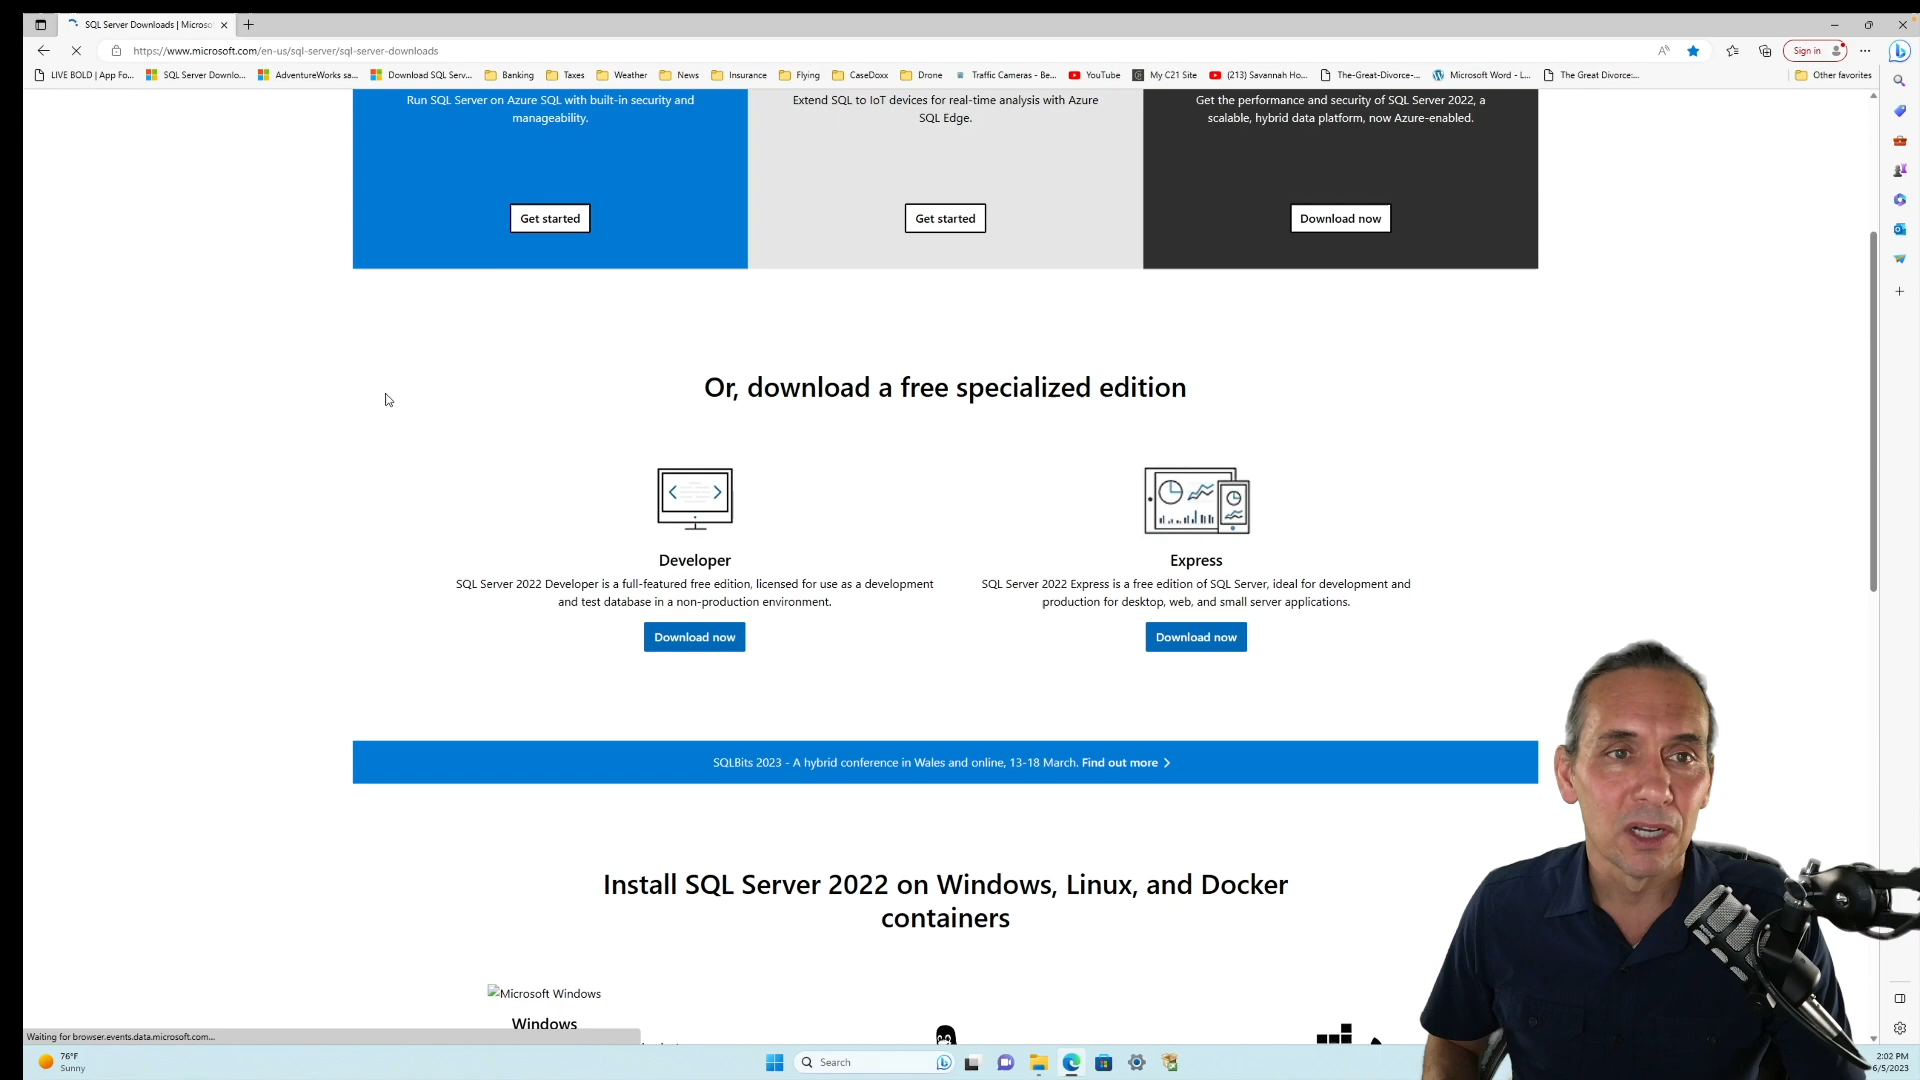 SQL Server Downloads | Microso
https://www.microsoft.com/en-us/sql-server/sql-server-downloads
Sign in
LIVE BOLD | App Fo...
SQL Server Downlo...
AdventureWorks sa...
Download SQL Serv...
Banking
Taxes
Weather
News
Insurance
Flying
CaseDoxx
Drone
Traffic Cameras - Be...
YouTube
My C21 Site
(213) Savannah Ho...
The-Great-Divorce-...
Microsoft Word - L...
The Great Divorce:...
Other favorites
Run SQL Server on Azure SQL with built-in security and
manageability.
Get started
Extend SQL to IoT devices for real-time analysis with Azure
SQL Edge.
Get started
Get the performance and security of SQL Server 2022, a
scalable, hybrid data platform, now Azure-enabled.
Download now
Or, download a free specialized edition
Developer
SQL Server 2022 Developer is a full-featured free edition, licensed for use as a development
and test database in a non-production environment.
Download now
Express
SQL Server 2022 Express is a free edition of SQL Server, ideal for development and
production for desktop, web, and small server applications.
Download now
SQLBits 2023 - A hybrid conference in Wales and online, 13-18 March. Find out more
Install SQL Server 2022 on Windows, Linux, and Docker
containers
Microsoft Windows
Windows
Waiting for browser.events.data.microsoft.com...
76°F
Sunny
Search
2:02 PM
6/5/2023